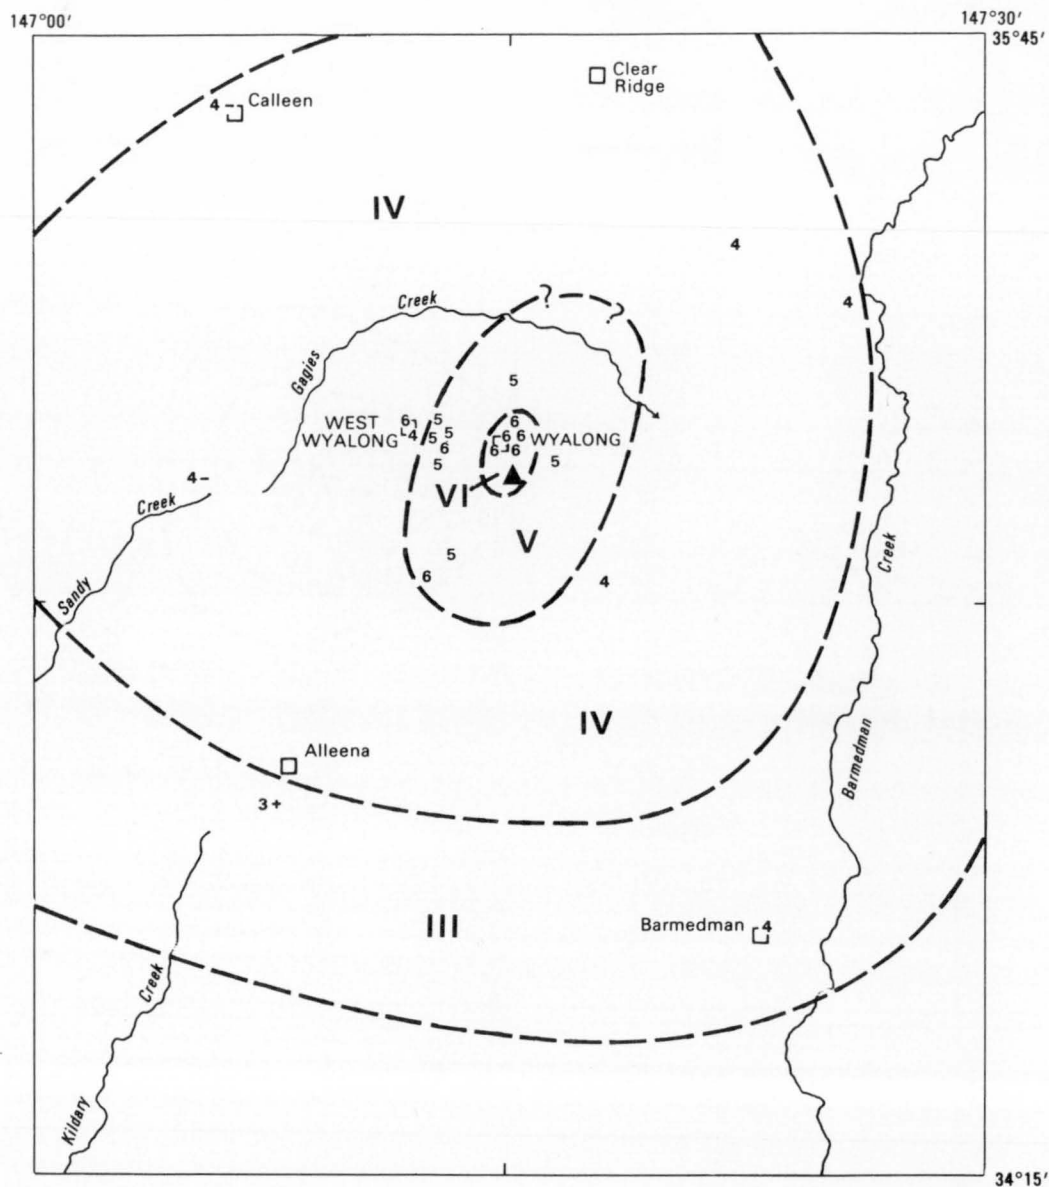 147°00′
147°30′
35°45′
Clear
Ridge
4– Calleen
IV
4
4
Creek
?
?
Gagies
5
WEST
WYALONG
6
4
5
5
5
6
5
6
6 6
6 6
WYALONG
5
4–
Creek
Sandy
VI
V
5
6
4
Creek
IV
Alleena
3+
Barmedman
III
Barmedman
4
Creek
Kildary
34°15′